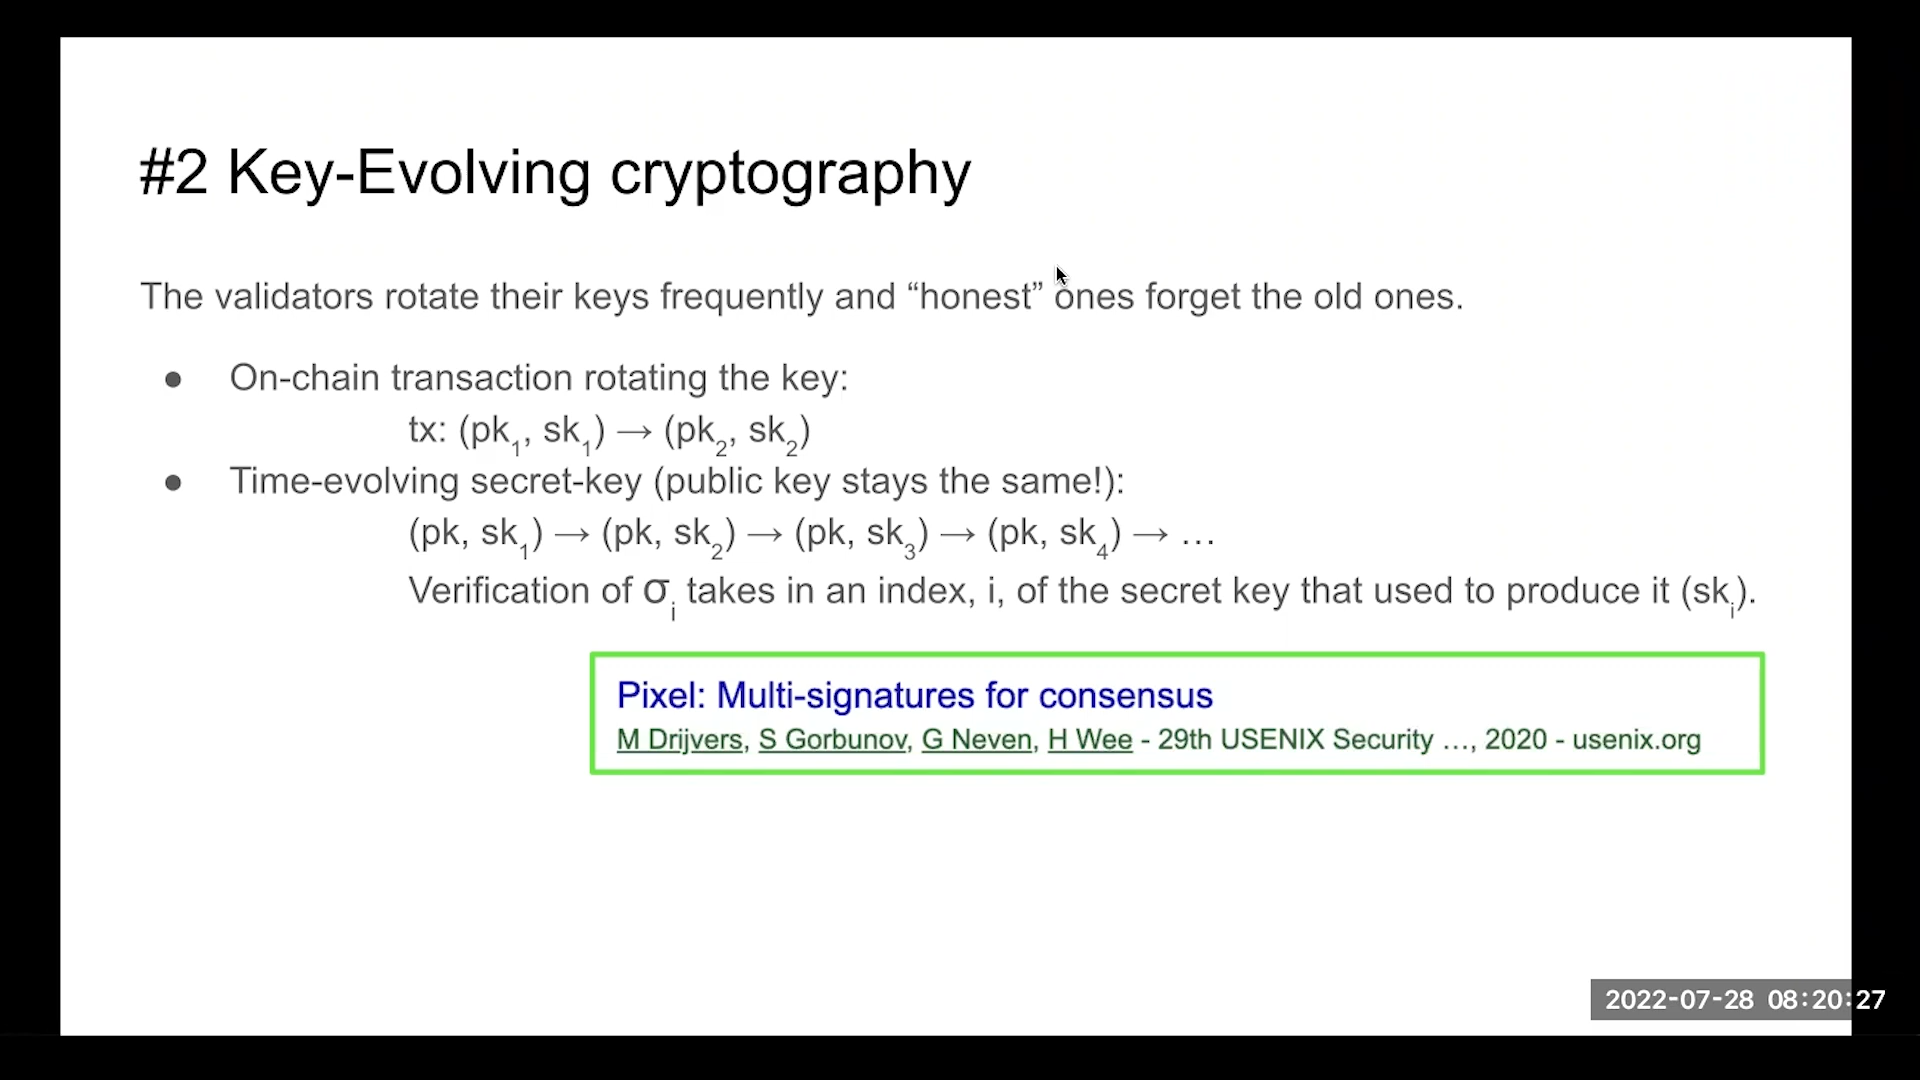 #2 Key-Evolving cryptography
The validators rotate their keys frequently and “honest” ones forget the old ones.
● On-chain transaction rotating the key:
tx: (pk₁, sk₁) → (pk₂, sk₂)
● Time-evolving secret-key (public key stays the same!):
(pk, sk₁) → (pk, sk₂) → (pk, sk₃) → (pk, sk₄) → …
Verification of σᵢ takes in an index, i, of the secret key that used to produce it (skᵢ).
Pixel: Multi-signatures for consensus
M Drijvers, S Gorbunov, G Neven, H Wee - 29th USENIX Security …, 2020 - usenix.org
2022-07-28 08:20:27